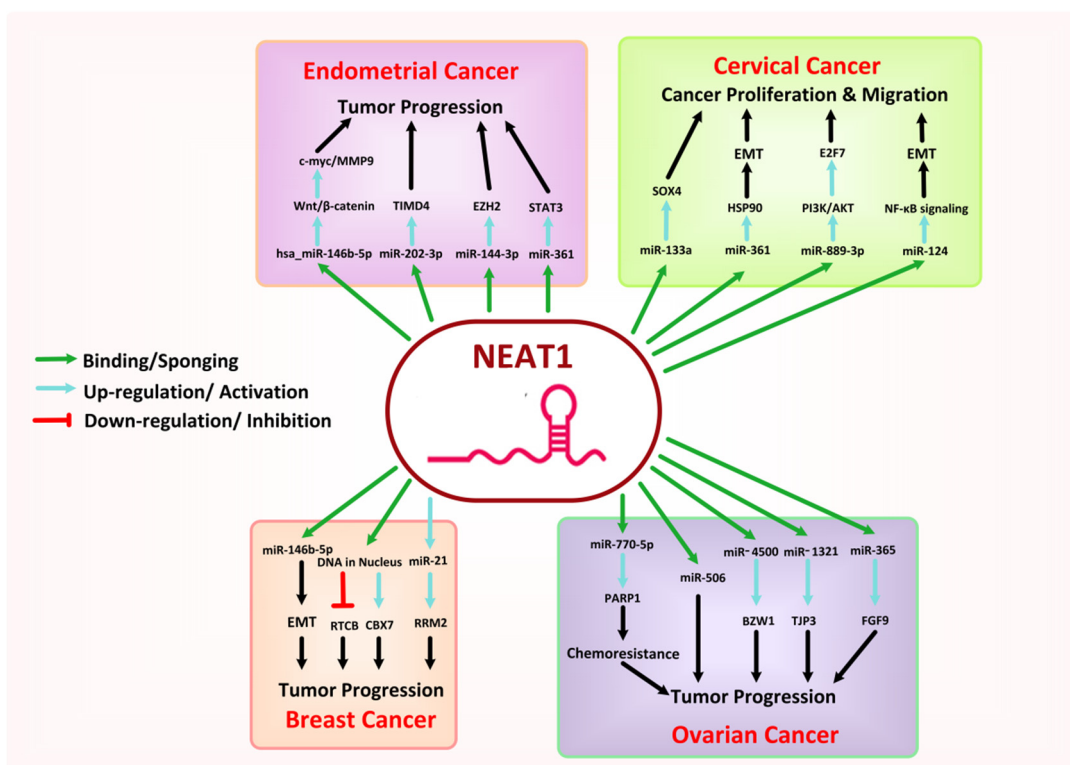 Endometrial Cancer
Tumor Progression
c-myc/MMP9
Wnt/β-catenin TIMD4 EZH2 STAT3
hsa_miR-146b-5p miR-202-3p miR-144-3p miR-361
Cervical Cancer
Cancer Proliferation & Migration
EMT E2F7 EMT
SOX4
HSP90 PI3K/AKT NF-κB signaling
miR-133a miR-361 miR-889-3p miR-124
NEAT1
Binding/Sponging
Up-regulation/ Activation
Down-regulation/ Inhibition
miR-146b-5p
DNA in Nucleus miR-21
EMT RTCB CBX7 RRM2
Tumor Progression
Breast Cancer
miR-770-5p miR-4500 miR-1321 miR-365
miR-506
PARP1
BZW1 TJP3 FGF9
Chemoresistance
Tumor Progression
Ovarian Cancer